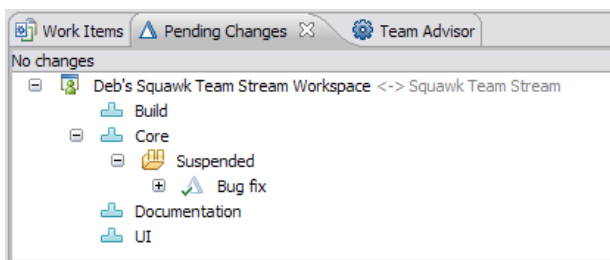 Work Items Pending Changes Team Advisor
No changes
Deb's Squawk Team Stream Workspace <-> Squawk Team Stream
Build
Core
Suspended
Bug fix
Documentation
UI